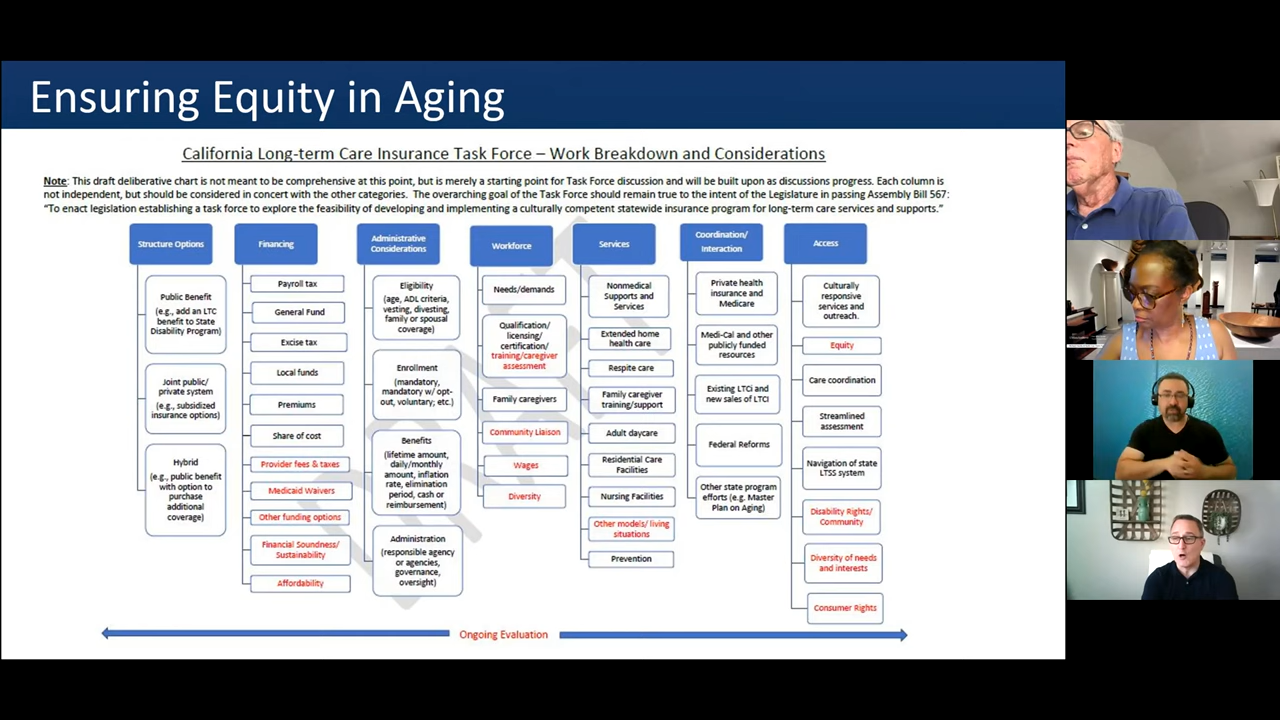 Ensuring Equity in Aging
California Long-term Care Insurance Task Force – Work Breakdown and Considerations
Note: This draft deliberative chart is not meant to be comprehensive at this point, but is merely a starting point for Task Force discussion and will be built upon as discussions progress. Each column is
not independent, but should be considered in concert with the other categories. The overarching goal of the Task Force should remain true to the intent of the Legislature in passing Assembly Bill 567:
"To enact legislation establishing a task force to explore the feasibility of developing and implementing a culturally competent statewide insurance program for long-term care services and supports."
Structure Options
Public Benefit
(e.g., add an LTC
benefit to State
Disability Program)
Joint public/
private system
(e.g., subsidized
insurance options)
Hybrid
(e.g., public benefit
with option to
purchase
additional
coverage)
Financing
Payroll tax
General Fund
Excise tax
Local funds
Premiums
Share of cost
Provider fees & taxes
Medicaid Waivers
Other funding options
Financial Soundness/
Sustainability
Affordability
Administrative
Considerations
Eligibility
(age, ADL criteria,
vesting, divesting,
family or spousal
coverage)
Enrollment
(mandatory,
mandatory w/ opt-
out, voluntary; etc.)
Benefits
(lifetime amount,
daily/monthly
amount, inflation
rate, elimination
period, cash or
reimbursement)
Administration
(responsible agency
or agencies,
governance,
oversight)
Workforce
Needs/demands
Qualification/
licensing/
certification/
training/caregiver
assessment
Family caregivers
Community Liaison
Wages
Diversity
Services
Nonmedical
Supports and
Services
Extended home
health care
Respite care
Family caregiver
training/support
Adult daycare
Residential Care
Facilities
Nursing Facilities
Other models/ living
situations
Prevention
Coordination/
Interaction
Private health
insurance and
Medicare
Medi-Cal and other
publicly funded
resources
Existing LTCi and
new sales of LTCI
Federal Reforms
Other state program
efforts (e.g. Master
Plan on Aging)
Access
Culturally
responsive
services and
outreach.
Equity
Care coordination
Streamlined
assessment
Navigation of state
LTSS system
Disability Rights/
Community
Diversity of needs
and interests
Consumer Rights
Ongoing Evaluation
DRAFT